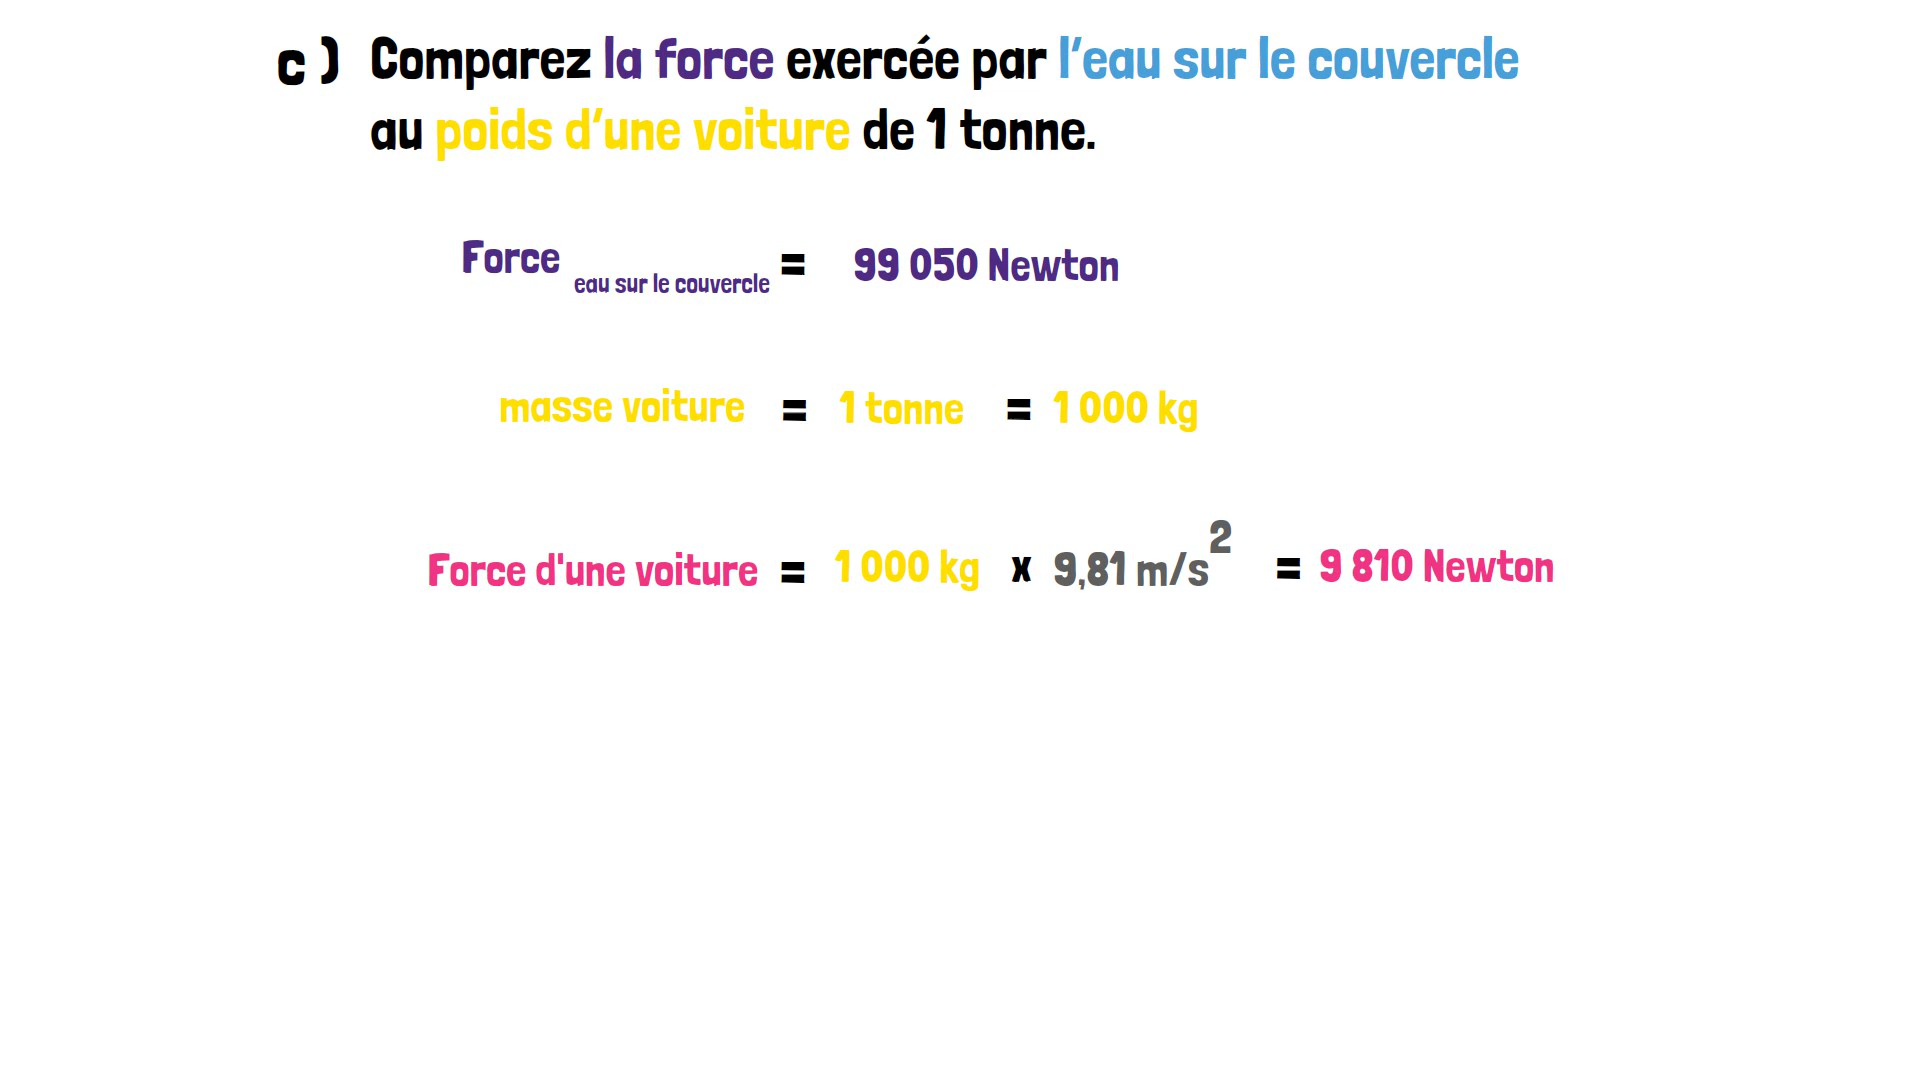 c ) Comparez la force exercée par l’eau sur le couvercle
au poids d’une voiture de 1 tonne.
Force eau sur le couvercle = 99 050 Newton
masse voiture = 1 tonne = 1 000 kg
Force d'une voiture = 1 000 kg x 9,81 m/s² = 9 810 Newton